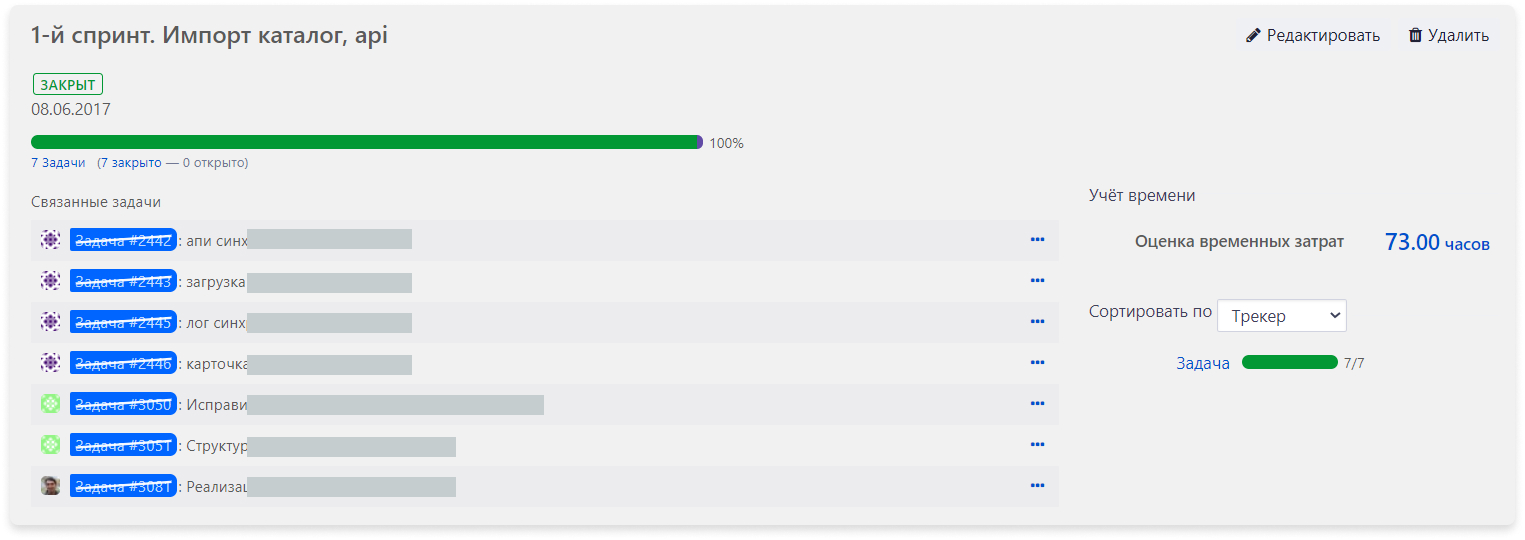 1-й спринт. Импорт каталог, api
Редактировать
Удалить
ЗАКРЫТ
08.06.2017
100%
7 Задачи (7 закрыто — 0 открыто)
Связанные задачи
Задача #2442: апи синх
Задача #2443: загрузка
Задача #2445: лог синх
Задача #2446: карточка
Задача #3050: Исправи
Задача #3051: Структур
Задача #3081: Реализац
Учёт времени
Оценка временных затрат 73.00 часов
Сортировать по Трекер
Задача 7/7